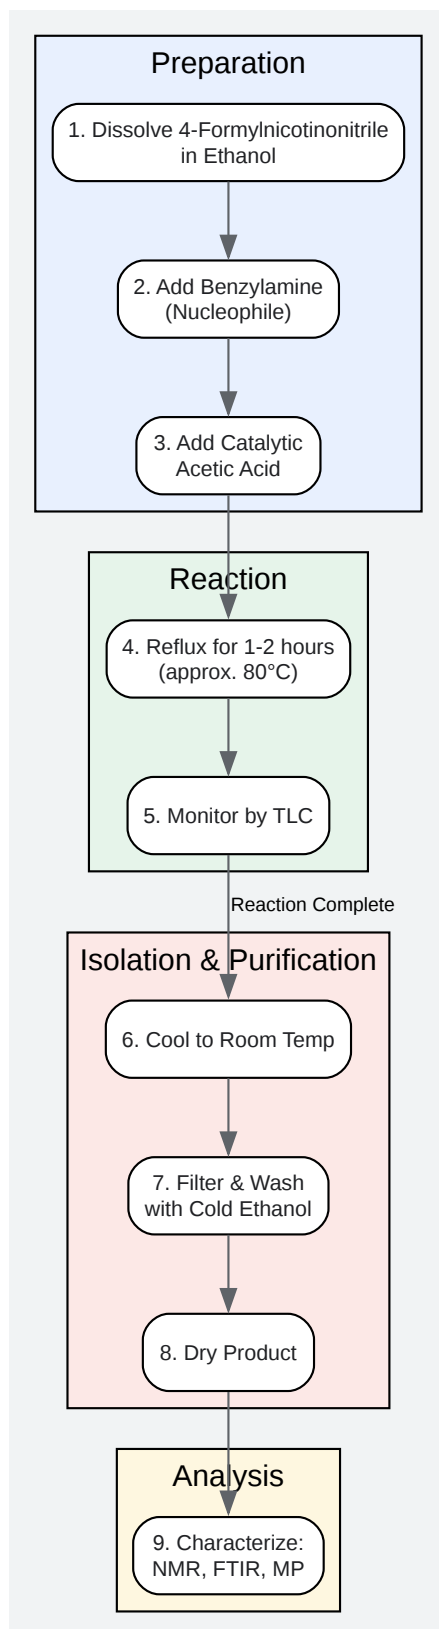 Preparation
1. Dissolve 4-Formylnicotinonitrile
in Ethanol
2. Add Benzylamine
(Nucleophile)
3. Add Catalytic
Acetic Acid
Reaction
4. Reflux for 1-2 hours
(approx. 80°C)
5. Monitor by TLC
Reaction Complete
Isolation & Purification
6. Cool to Room Temp
7. Filter & Wash
with Cold Ethanol
8. Dry Product
Analysis
9. Characterize:
NMR, FTIR, MP